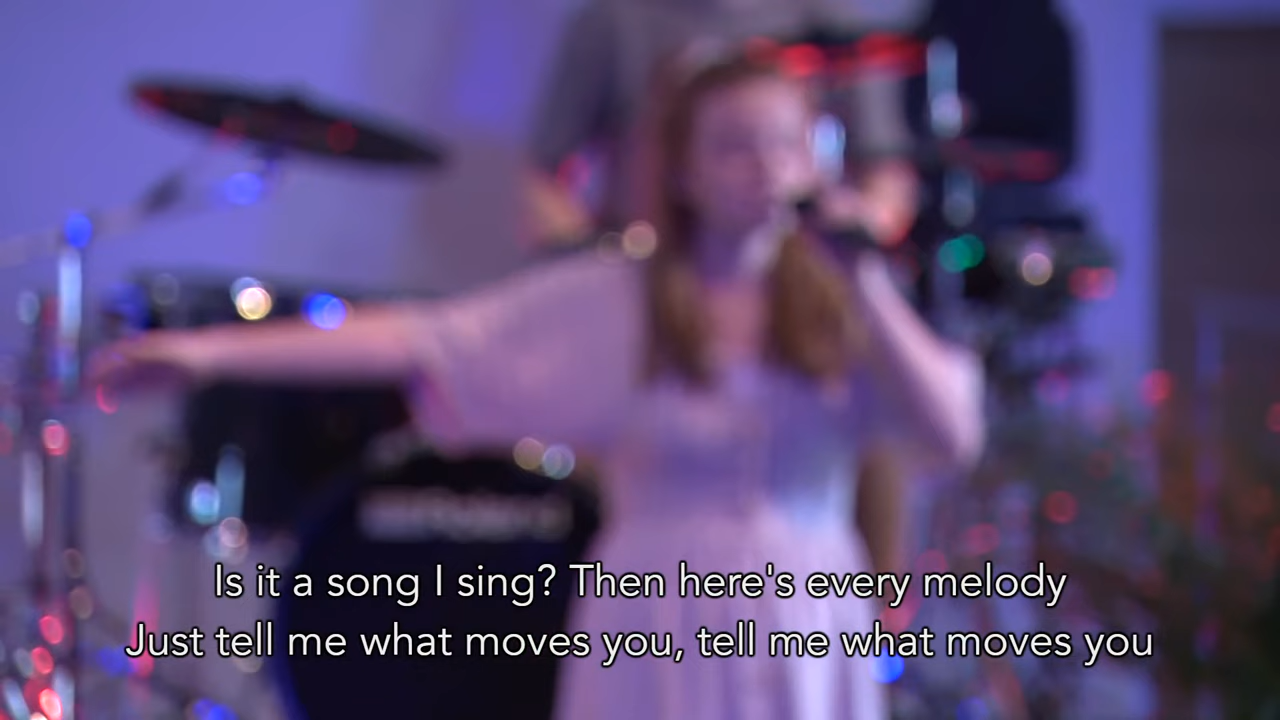 Is it a song I sing? Then here's every melody
Just tell me what moves you, tell me what moves you